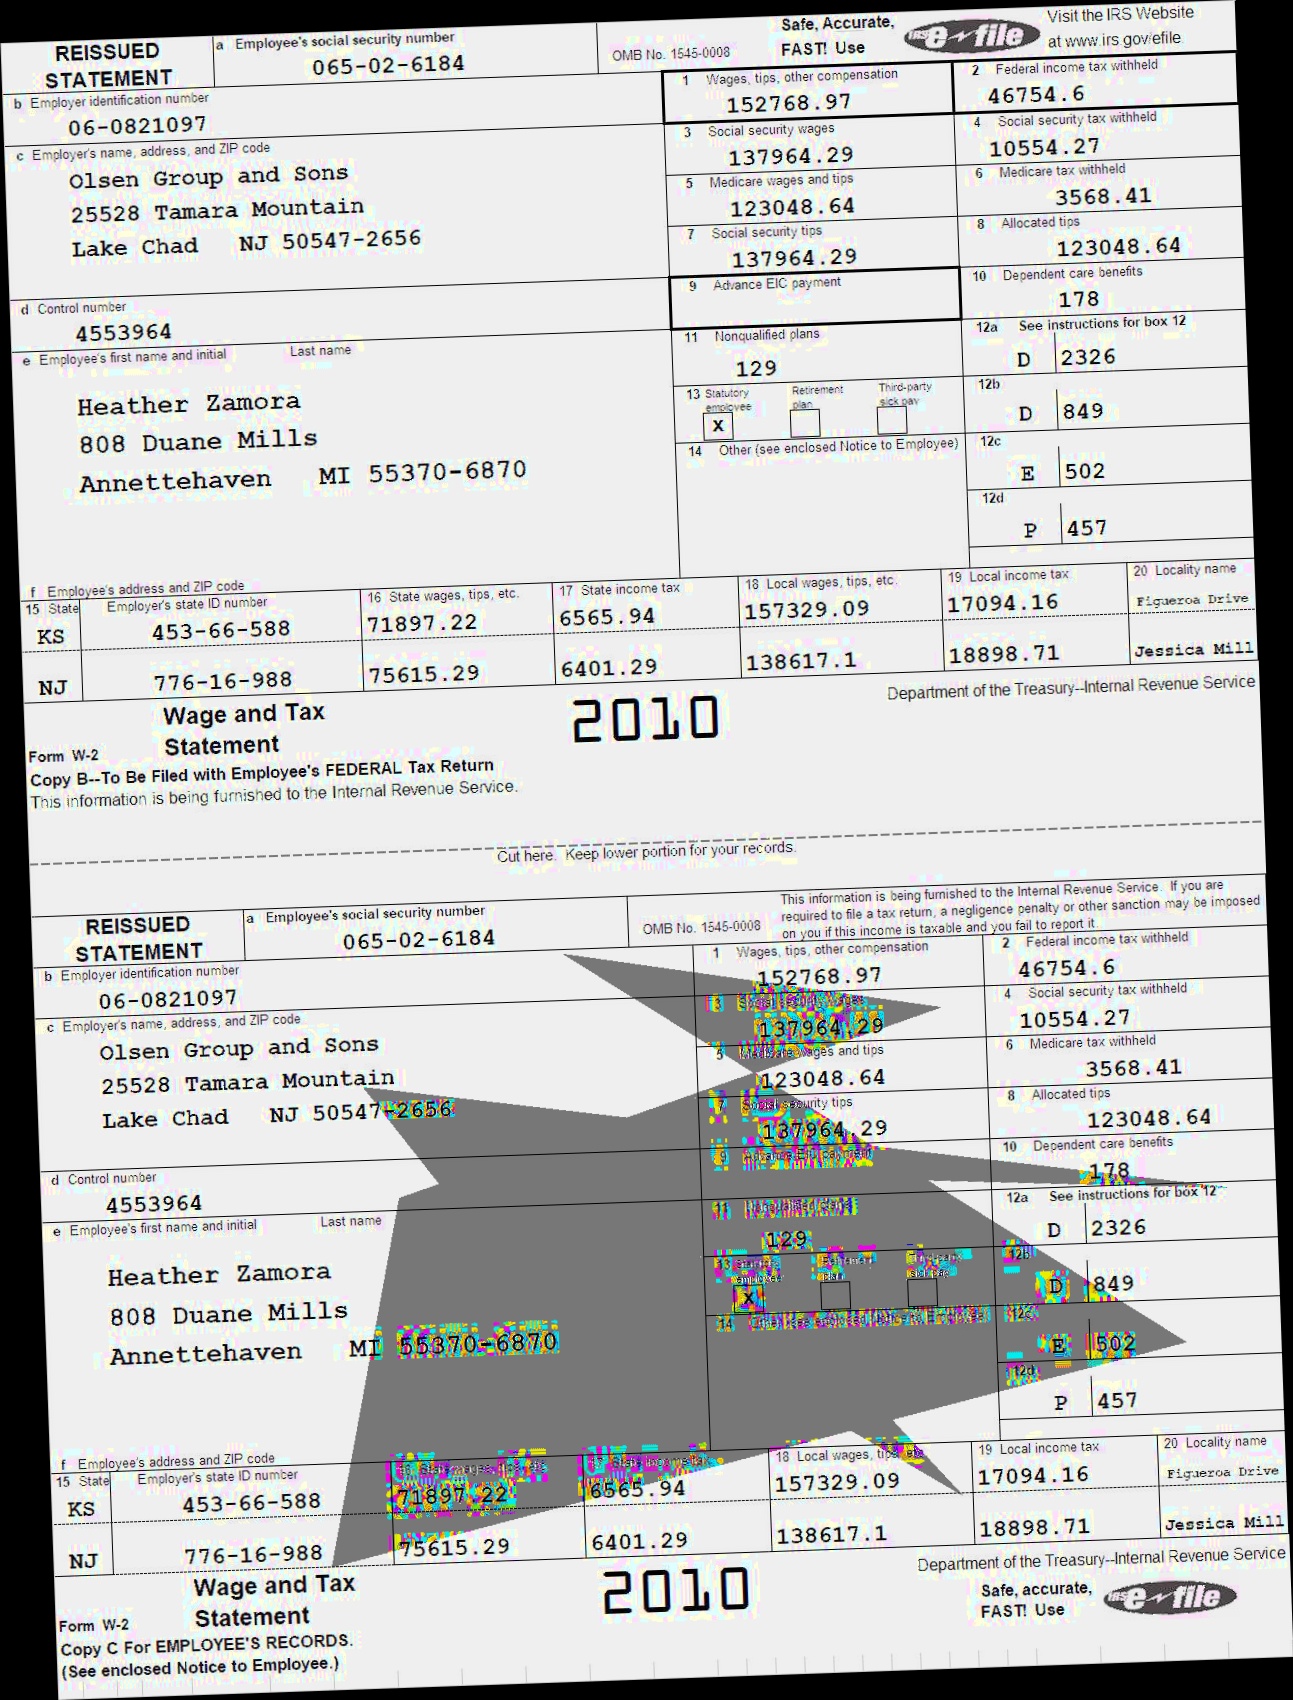 REISSUED STATEMENT
a Employee's social security number
065-02-6184
OMB No. 1545-0008
Safe, Accurate, FAST! Use
IRS e-file
Visit the IRS Website at www.irs.gov/efile
b Employer identification number
06-0821097
1 Wages, tips, other compensation
152768.97
2 Federal income tax withheld
46754.6
c Employer's name, address, and ZIP code
Olsen Group and Sons
25528 Tamara Mountain
Lake Chad NJ 50547-2656
3 Social security wages
137964.29
4 Social security tax withheld
10554.27
5 Medicare wages and tips
123048.64
6 Medicare tax withheld
3568.41
7 Social security tips
137964.29
8 Allocated tips
123048.64
d Control number
4553964
9 Advance EIC payment
10 Dependent care benefits
178
e Employee's first name and initial Last name
Heather Zamora
808 Duane Mills
Annettehaven MI 55370-6870
11 Nonqualified plans
129
12a See instructions for box 12
D 2326
13 Statutory employee
X
Retirement plan
Third-party sick pay
12b
D 849
14 Other (see enclosed Notice to Employee)
12c
E 502
12d
P 457
f Employee's address and ZIP code
15 State Employer's state ID number
16 State wages, tips, etc.
17 State income tax
18 Local wages, tips, etc.
19 Local income tax
20 Locality name
KS 453-66-588 71897.22 6565.94 157329.09 17094.16 Figueroa Drive
NJ 776-16-988 75615.29 6401.29 138617.1 18898.71 Jessica Mill
Form W-2
Wage and Tax Statement
2010
Department of the Treasury--Internal Revenue Service
Copy B--To Be Filed with Employee's FEDERAL Tax Return
This information is being furnished to the Internal Revenue Service.
Cut here. Keep lower portion for your records.
REISSUED STATEMENT
a Employee's social security number
065-02-6184
OMB No. 1545-0008
This information is being furnished to the Internal Revenue Service. If you are
required to file a tax return, a negligence penalty or other sanction may be imposed
on you if this income is taxable and you fail to report it.
b Employer identification number
06-0821097
1 Wages, tips, other compensation
152768.97
2 Federal income tax withheld
46754.6
c Employer's name, address, and ZIP code
Olsen Group and Sons
25528 Tamara Mountain
Lake Chad NJ 50547-2656
3 Social security wages
137964.29
4 Social security tax withheld
10554.27
5 Medicare wages and tips
123048.64
6 Medicare tax withheld
3568.41
7 Social security tips
137964.29
8 Allocated tips
123048.64
d Control number
4553964
9 Advance EIC payment
10 Dependent care benefits
178
e Employee's first name and initial Last name
Heather Zamora
808 Duane Mills
Annettehaven MI 55370-6870
11 Nonqualified plans
129
12a See instructions for box 12
D 2326
13 Statutory employee
X
Retirement plan
Third-party sick pay
12b
D 849
14 Other (see enclosed Notice to Employee)
12c
E 502
12d
P 457
f Employee's address and ZIP code
15 State Employer's state ID number
16 State wages, tips, etc.
17 State income tax
18 Local wages, tips, etc.
19 Local income tax
20 Locality name
KS 453-66-588 71897.22 6565.94 157329.09 17094.16 Figueroa Drive
NJ 776-16-988 75615.29 6401.29 138617.1 18898.71 Jessica Mill
Form W-2
Wage and Tax Statement
2010
Department of the Treasury--Internal Revenue Service
Safe, accurate, FAST! Use
IRS e-file
Copy C For EMPLOYEE'S RECORDS.
(See enclosed Notice to Employee.)